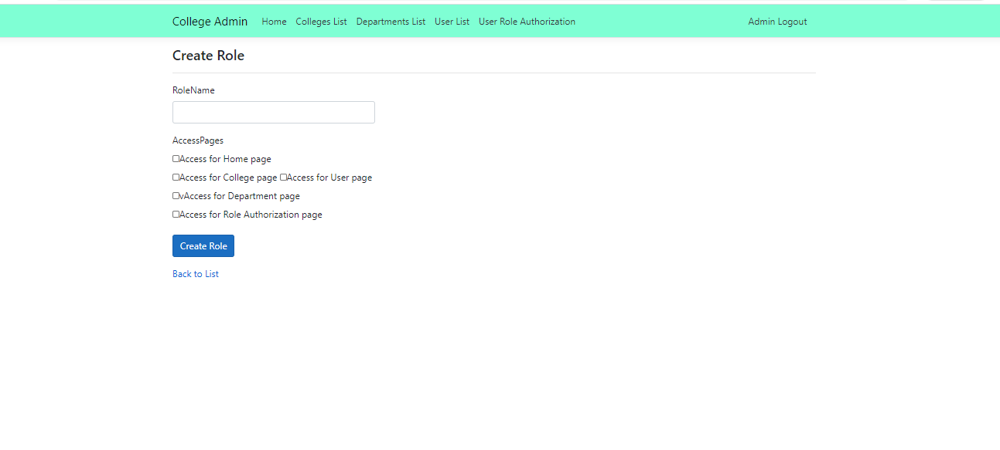 College Admin Home Colleges List Departments List User List User Role Authorization Admin Logout
Create Role
RoleName
AccessPages
Access for Home page
Access for College page Access for User page
vAccess for Department page
Access for Role Authorization page
Create Role
Back to List